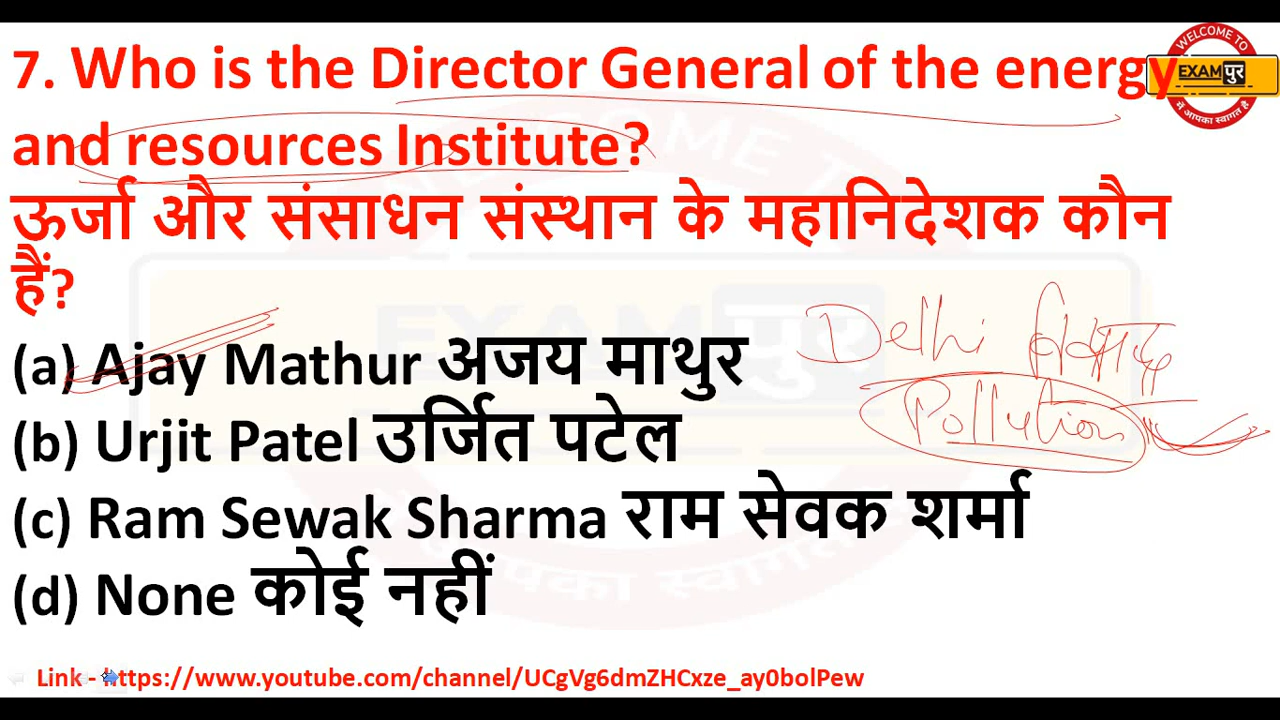 7. Who is the Director General of the energy
and resources Institute?
ऊर्जा और संसाधन संस्थान के महानिदेशक कौन
हैं?
(a) Ajay Mathur अजय माथुर
(b) Urjit Patel उर्जित पटेल
(c) Ram Sewak Sharma राम सेवक शर्मा
(d) None कोई नहीं
Delhi
Pollution
Link - https://www.youtube.com/channel/UCgVg6dmZHCxze_ay0bolPew
WELCOME TO
EXAMपुर
में आपका स्वागत है